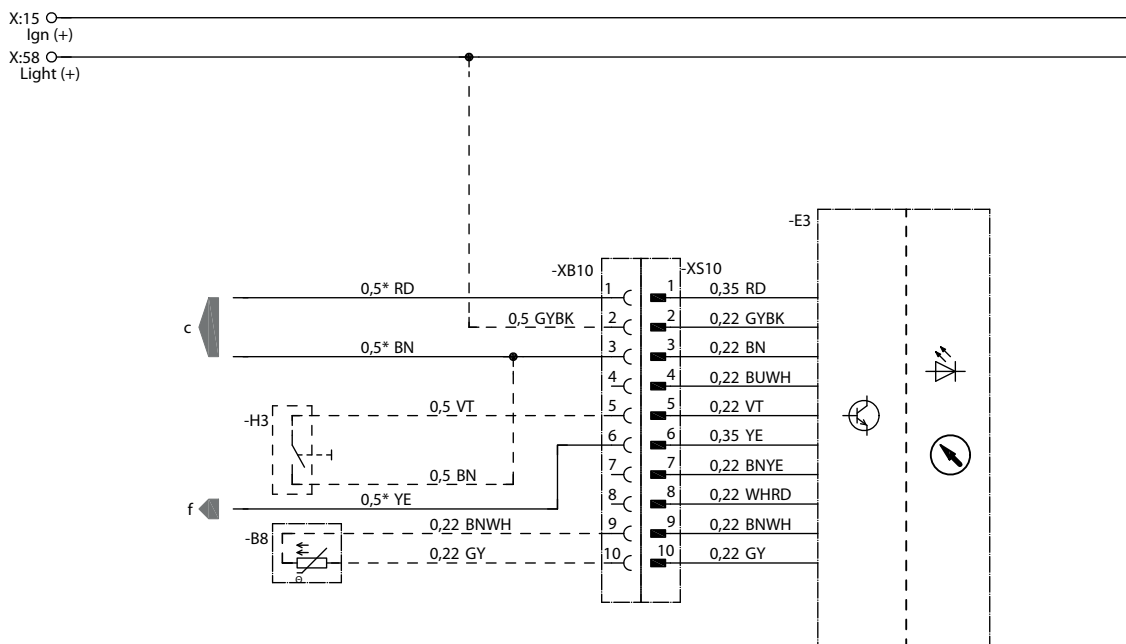 X:15
Ign (+)
X:58
Light (+)
-E3
-XB10 -XS10
0,5* RD 1 1 0,35 RD
0,5 GYBK 2 2 0,22 GYBK
c
0,5* BN 3 3 0,22 BN
4 4 0,22 BUWH
-H3 0,5 VT 5 5 0,22 VT
6 6 0,35 YE
0,5 BN 7 7 0,22 BNYE
f 0,5* YE 8 8 0,22 WHRD
-B8 0,22 BNWH 9 9 0,22 BNWH
0,22 GY 10 10 0,22 GY
Θ